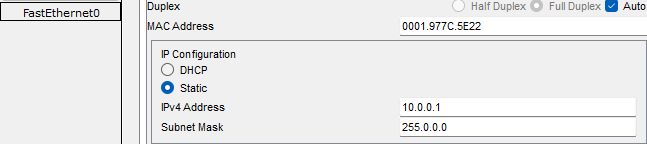 FastEthernet0
Duplex Half Duplex Full Duplex Auto
MAC Address 0001.977C.5E22
IP Configuration
DHCP
Static
IPv4 Address 10.0.0.1
Subnet Mask 255.0.0.0